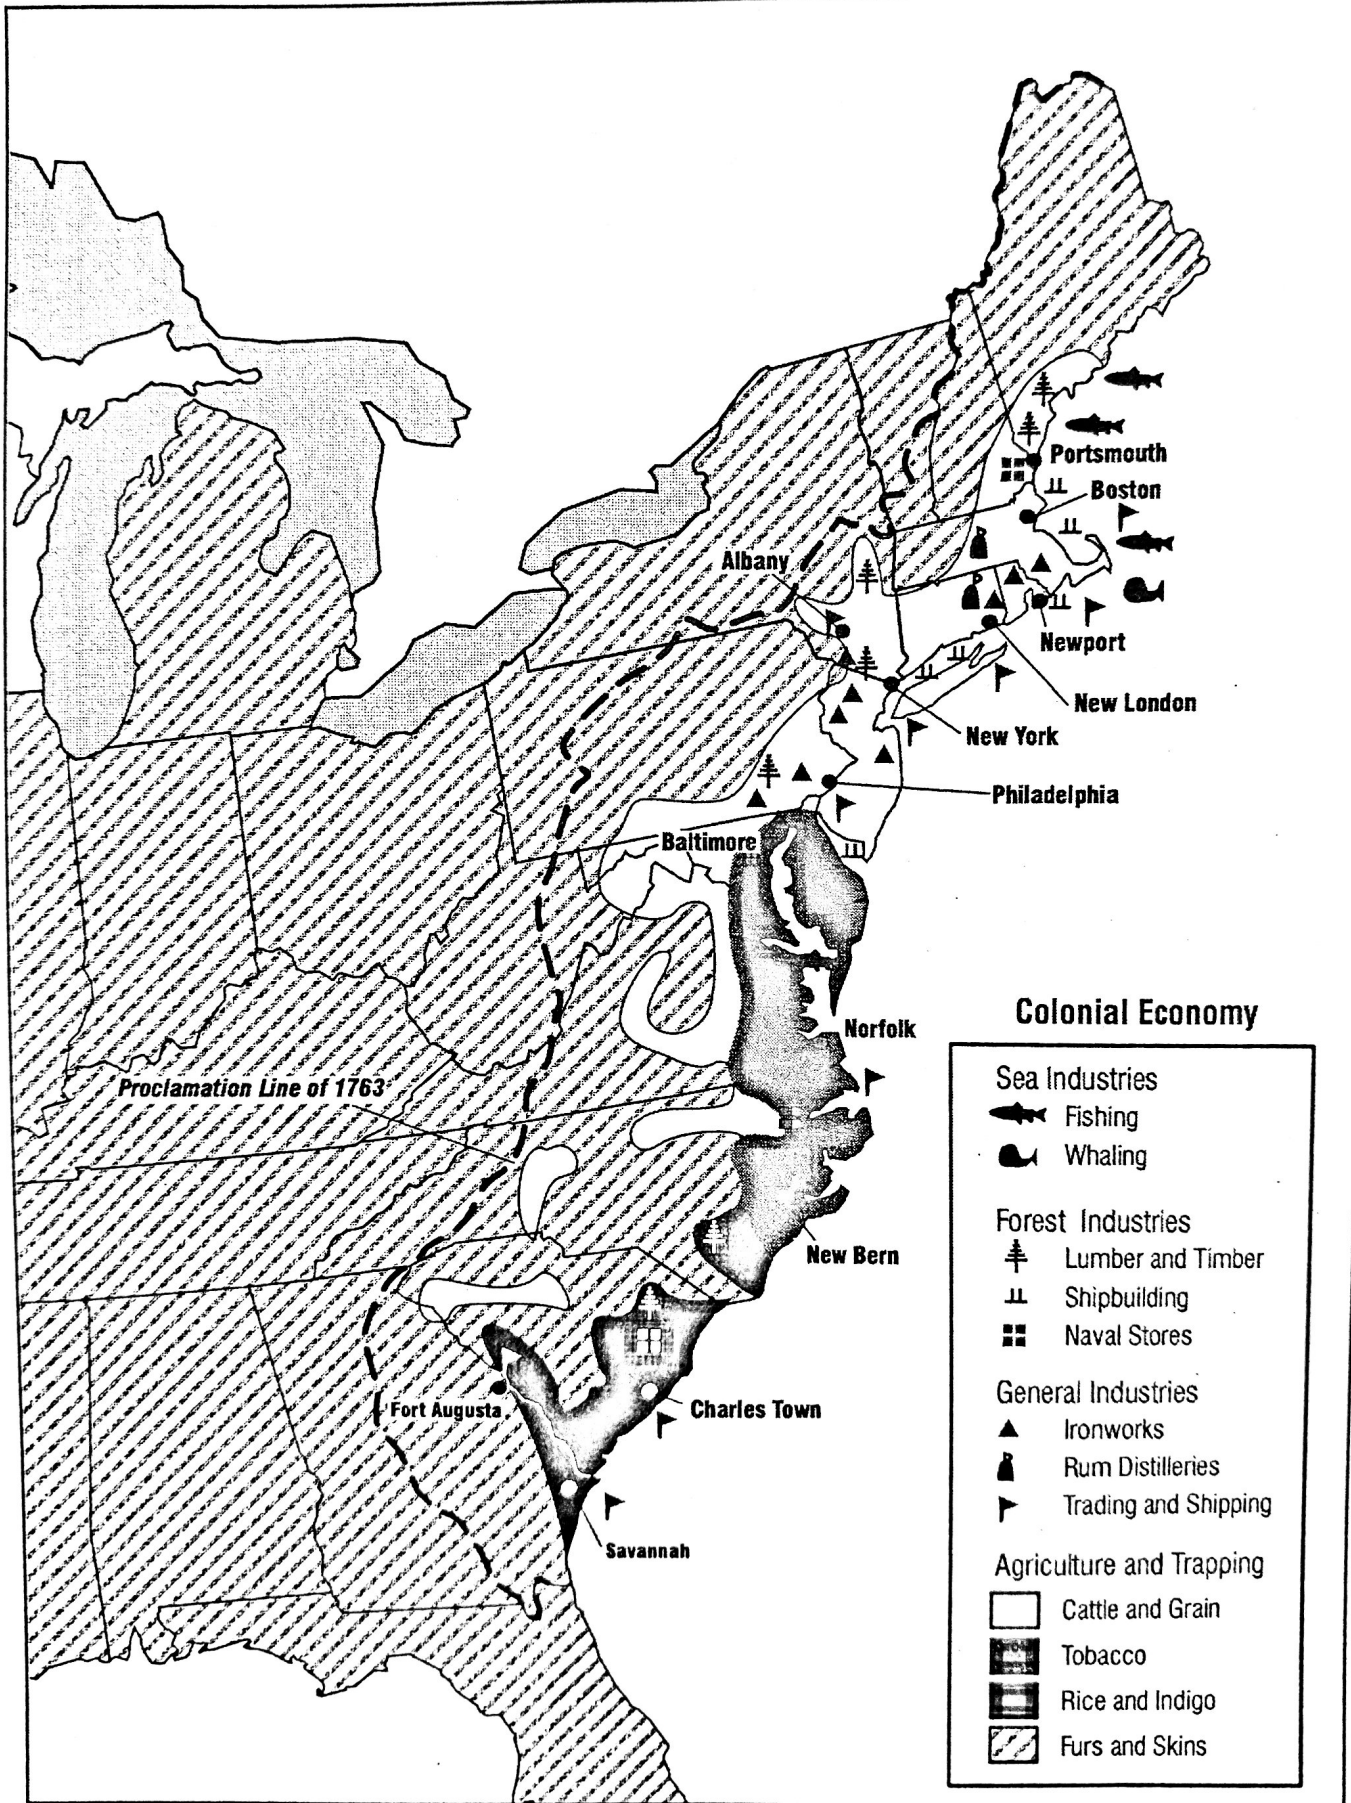 Portsmouth
Boston
Albany
Newport
New London
New York
Philadelphia
Baltimore
Norfolk
Proclamation Line of 1763
New Bern
Fort Augusta
Charles Town
Savannah
Colonial Economy
Sea Industries
Fishing
Whaling
Forest Industries
Lumber and Timber
Shipbuilding
Naval Stores
General Industries
Ironworks
Rum Distilleries
Trading and Shipping
Agriculture and Trapping
Cattle and Grain
Tobacco
Rice and Indigo
Furs and Skins